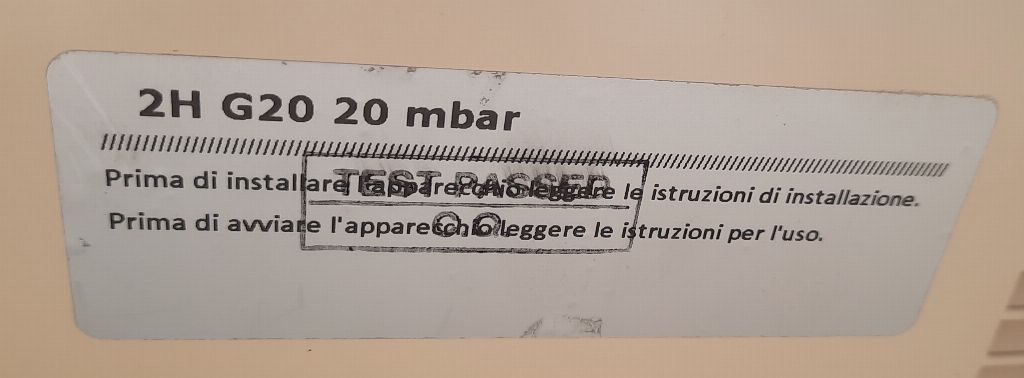 2H G20 20 mbar
TEST PASSED
Prima di installare l'apparecchio leggere le istruzioni di installazione.
Prima di avviare l'apparecchio leggere le istruzioni per l'uso.